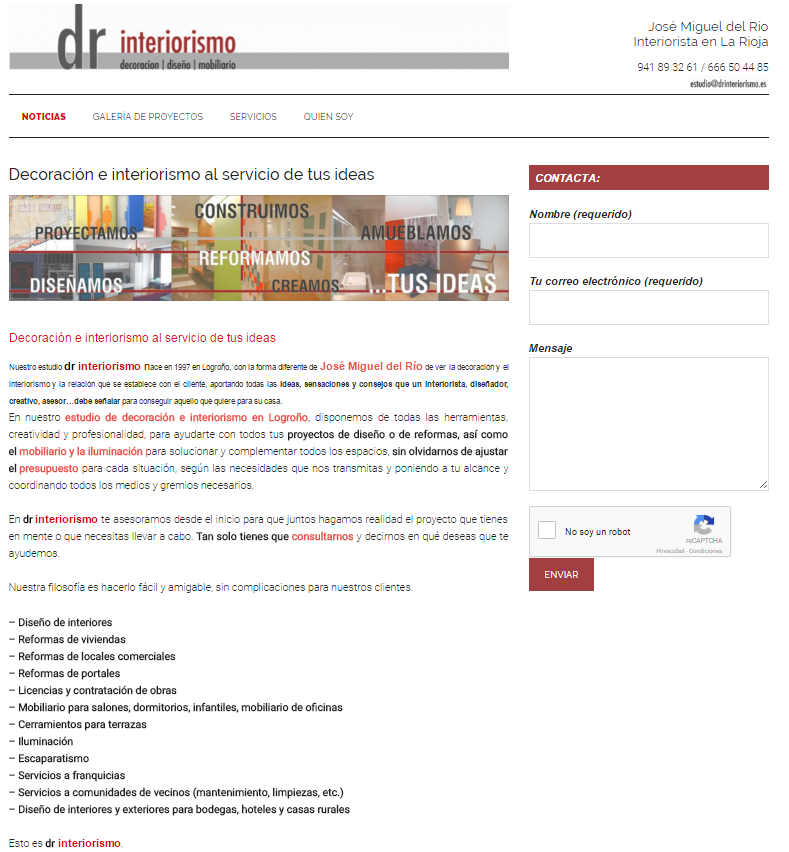 dr interiorismo
decoracion | diseño | mobiliario
José Miguel del Río
Interiorista en La Rioja
941 89 32 61 / 666 50 44 85
estudio@drinteriorismo.es
NOTICIAS GALERÍA DE PROYECTOS SERVICIOS QUIEN SOY
Decoración e interiorismo al servicio de tus ideas
PROYECTAMOS CONSTRUIMOS AMUEBLAMOS
REFORMAMOS
DISEÑAMOS CREAMOS ...TUS IDEAS
Decoración e interiorismo al servicio de tus ideas
Nuestro estudio dr interiorismo nace en 1997 en Logroño, con la forma diferente de José Miguel del Río de ver la decoración y el
interiorismo y la relación que se establece con el cliente, aportando todas las ideas, sensaciones y consejos que un interiorista, diseñador,
creativo, asesor…debe señalar para conseguir aquello que quiere para su casa.
En nuestro estudio de decoración e interiorismo en Logroño, disponemos de todas las herramientas,
creatividad y profesionalidad, para ayudarte con todos tus proyectos de diseño o de reformas, así como
el mobiliario y la iluminación para solucionar y complementar todos los espacios, sin olvidarnos de ajustar
el presupuesto para cada situación, según las necesidades que nos transmitas y poniendo a tu alcance y
coordinando todos los medios y gremios necesarios.
En dr interiorismo te asesoramos desde el inicio para que juntos hagamos realidad el proyecto que tienes
en mente o que necesitas llevar a cabo. Tan solo tienes que consultarnos y decirnos en qué deseas que te
ayudemos.
Nuestra filosofía es hacerlo fácil y amigable, sin complicaciones para nuestros clientes.
– Diseño de interiores
– Reformas de viviendas
– Reformas de locales comerciales
– Reformas de portales
– Licencias y contratación de obras
– Mobiliario para salones, dormitorios, infantiles, mobiliario de oficinas
– Cerramientos para terrazas
– Iluminación
– Escaparatismo
– Servicios a franquicias
– Servicios a comunidades de vecinos (mantenimiento, limpiezas, etc.)
– Diseño de interiores y exteriores para bodegas, hoteles y casas rurales
Esto es dr interiorismo.
CONTACTA:
Nombre (requerido)
Tu correo electrónico (requerido)
Mensaje
No soy un robot
reCAPTCHA
Privacidad - Condiciones
ENVIAR